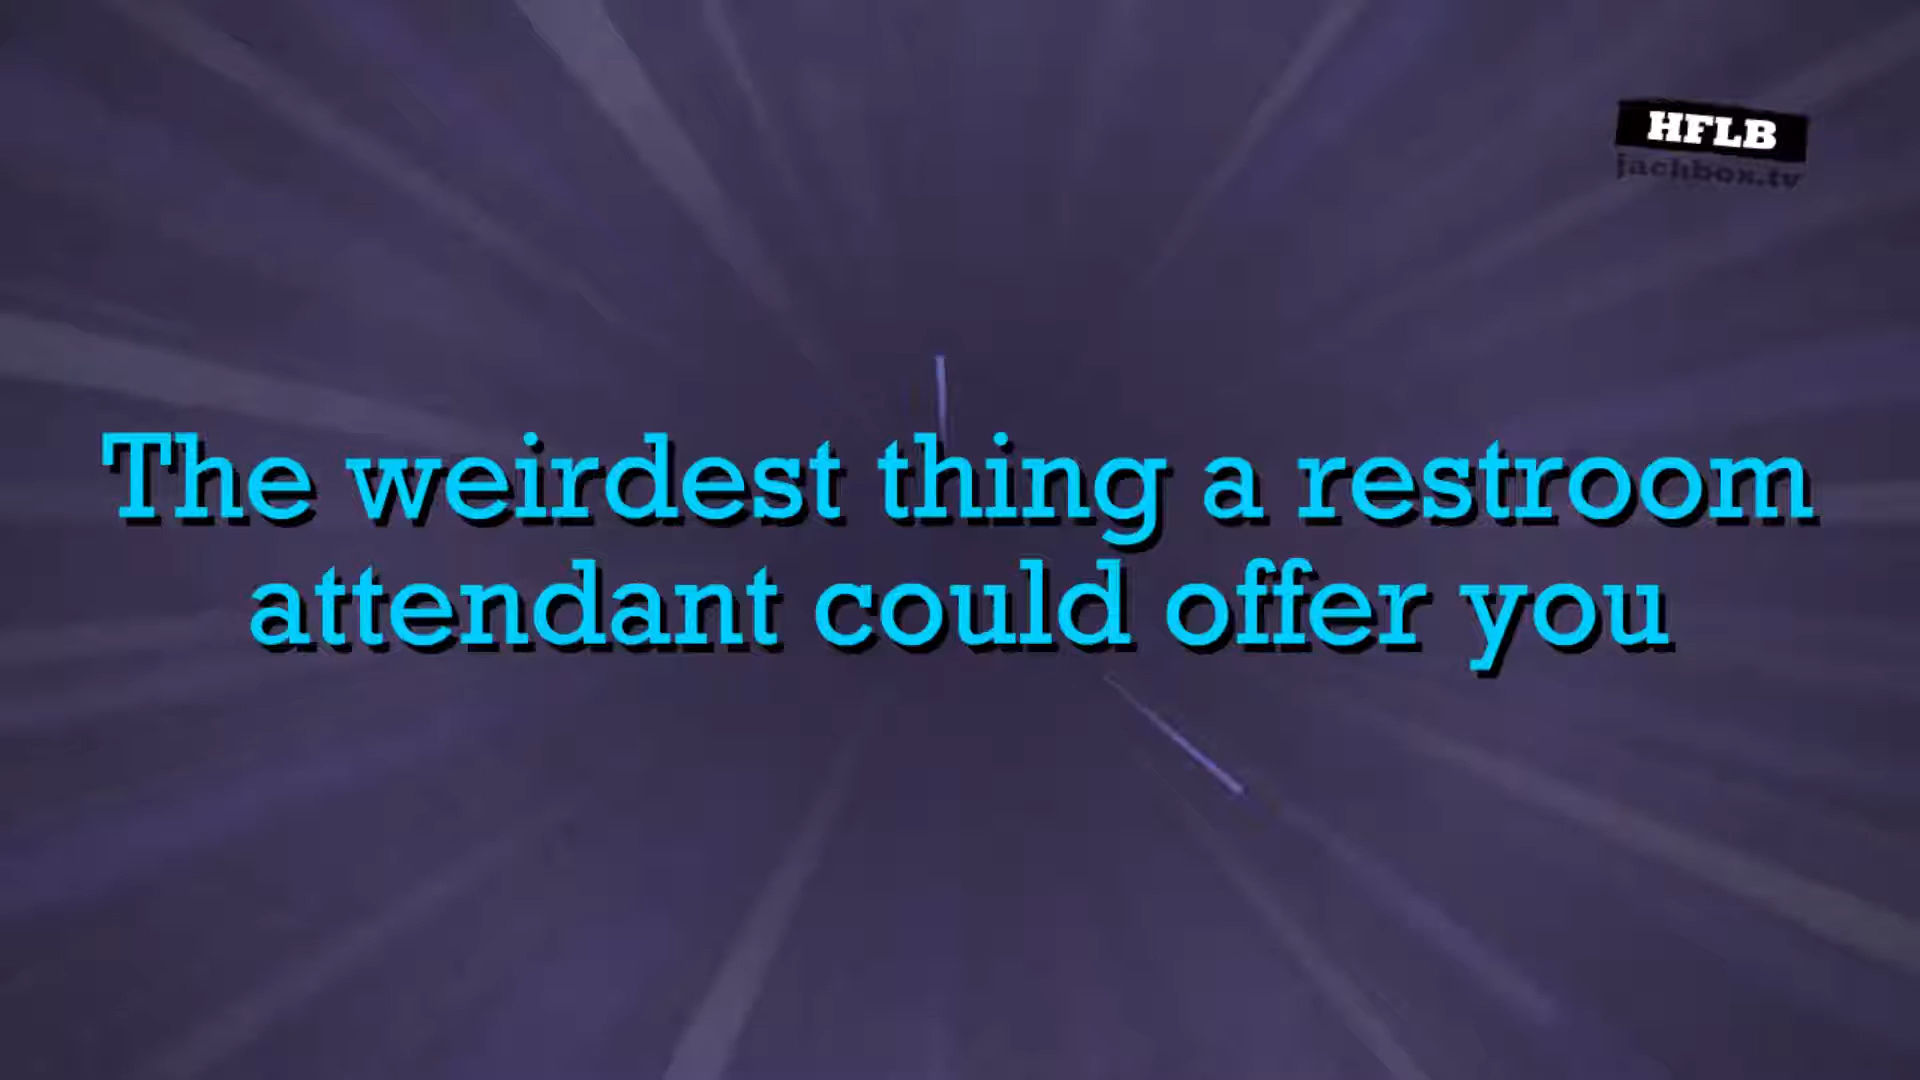 HFLB
jackbox.tv
The weirdest thing a restroom
attendant could offer you